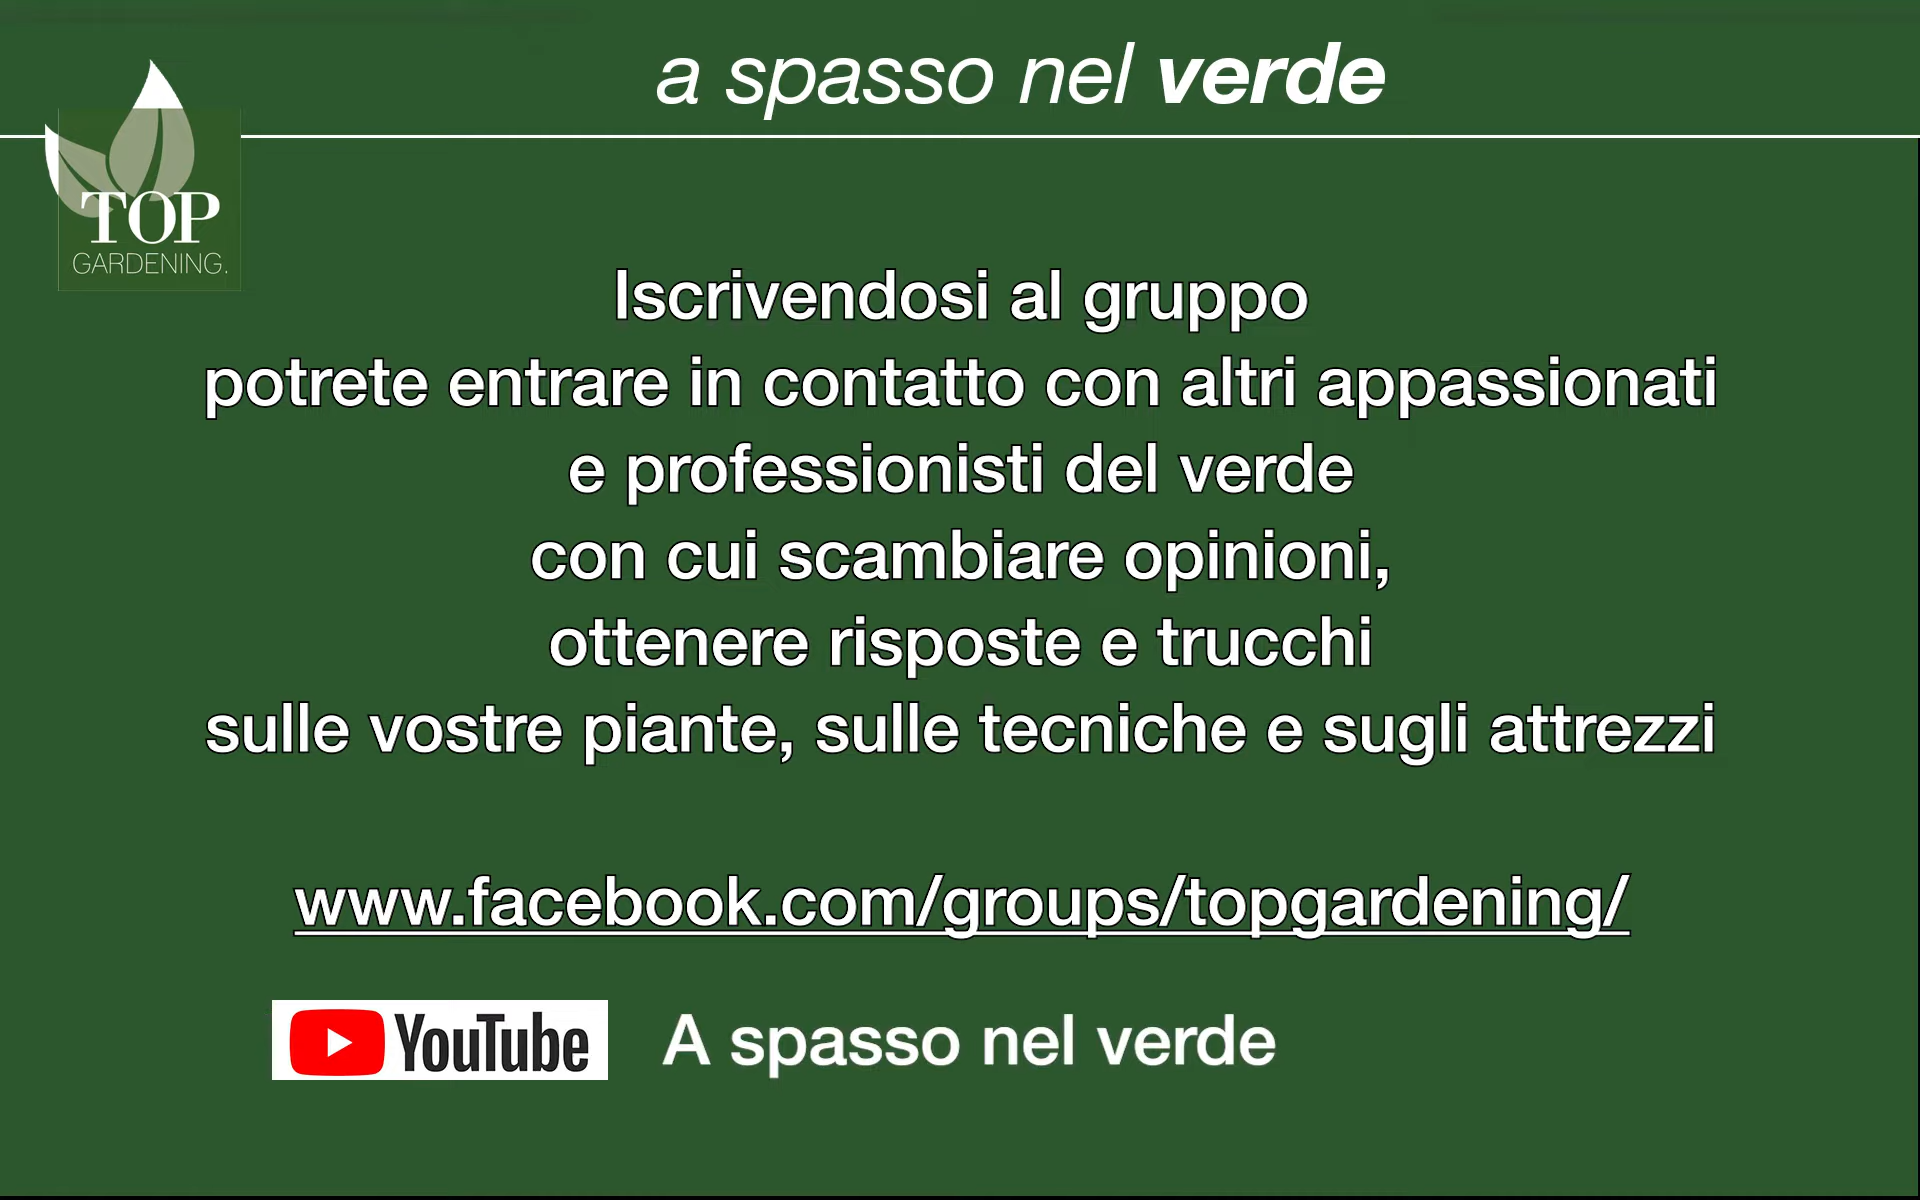 a spasso nel verde
TOP
GARDENING.
Iscrivendosi al gruppo
potrete entrare in contatto con altri appassionati
e professionisti del verde
con cui scambiare opinioni,
ottenere risposte e trucchi
sulle vostre piante, sulle tecniche e sugli attrezzi
www.facebook.com/groups/topgardening/
YouTube A spasso nel verde